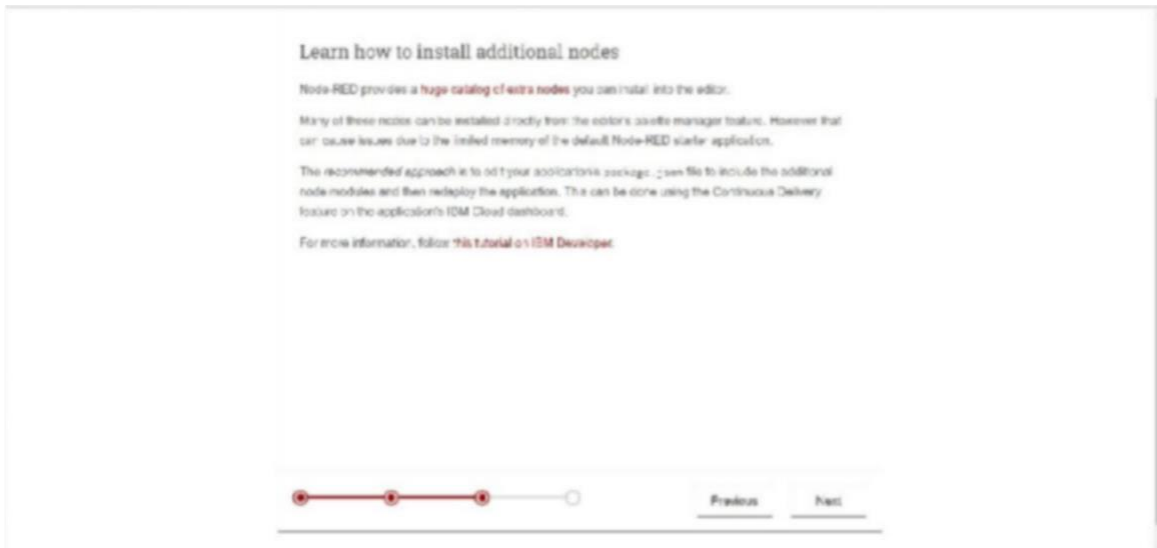 Learn how to install additional nodes
Node-RED provides a huge catalog of extra nodes you can install into the editor.
Many of these nodes can be installed directly from the editor's palette manager feature. However that
can cause issues due to the limited memory of the default Node-RED starter application.
The recommended approach is to edit your application's package.json file to include the additional
node modules and then redeploy the application. This can be done using the Continuous Delivery
feature on the application's IBM Cloud dashboard.
For more information, follow this tutorial on IBM Developer.
Previous
Next